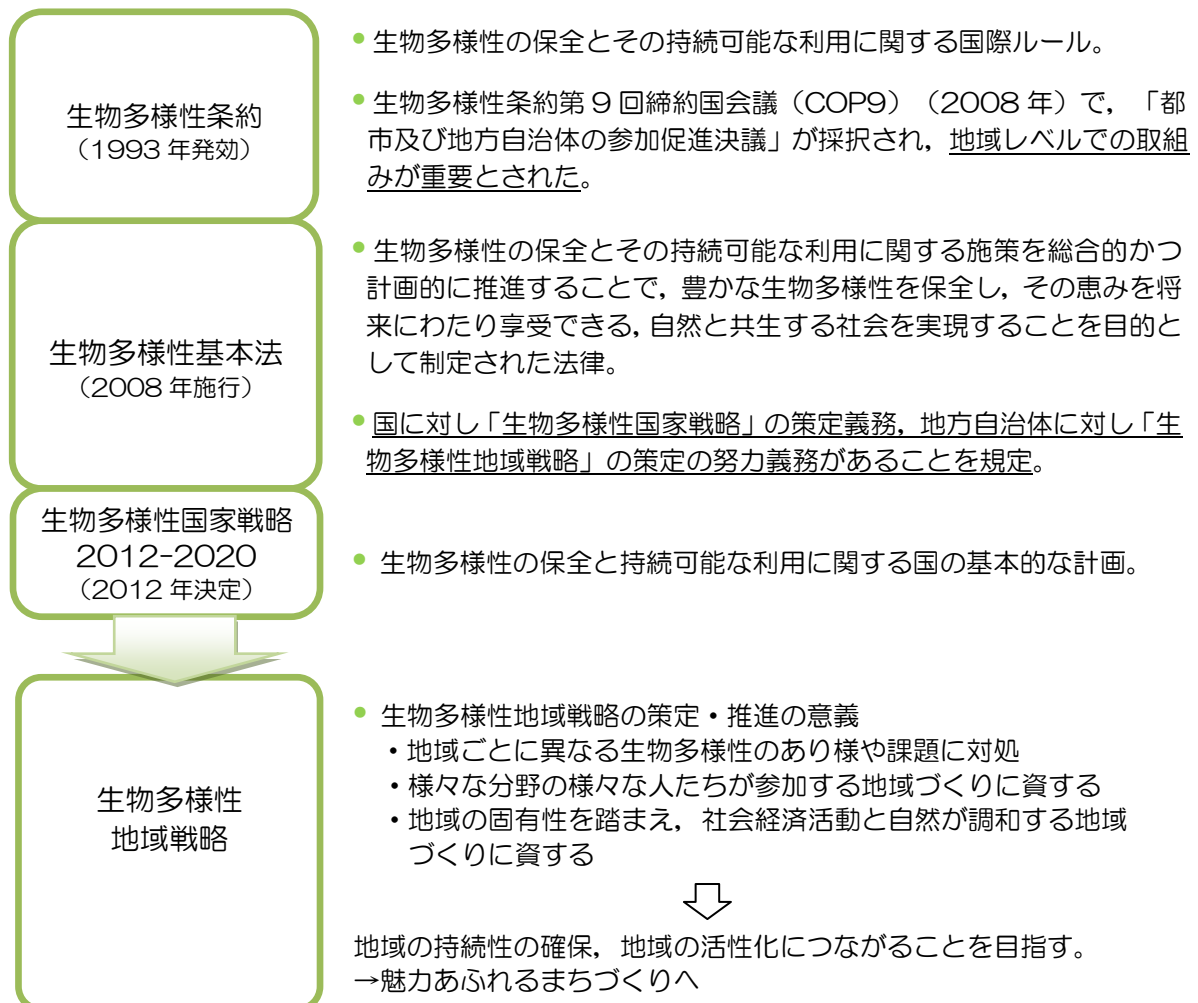 生物多様性条約
（1993 年発効）
• 生物多様性の保全とその持続可能な利用に関する国際ルール。
• 生物多様性条約第 9 回締約国会議（COP9）（2008 年）で，「都
市及び地方自治体の参加促進決議」が採択され，地域レベルでの取組
みが重要とされた。
生物多様性基本法
（2008 年施行）
• 生物多様性の保全とその持続可能な利用に関する施策を総合的かつ
計画的に推進することで，豊かな生物多様性を保全し，その恵みを将
来にわたり享受できる，自然と共生する社会を実現することを目的と
して制定された法律。
• 国に対し「生物多様性国家戦略」の策定義務，地方自治体に対し「生
物多様性地域戦略」の策定の努力義務があることを規定。
生物多様性国家戦略
2012-2020
（2012 年決定）
• 生物多様性の保全と持続可能な利用に関する国の基本的な計画。
生物多様性
地域戦略
• 生物多様性地域戦略の策定・推進の意義
・地域ごとに異なる生物多様性のあり様や課題に対処
・様々な分野の様々な人たちが参加する地域づくりに資する
・地域の固有性を踏まえ，社会経済活動と自然が調和する地域
づくりに資する
地域の持続性の確保，地域の活性化につながることを目指す。
→魅力あふれるまちづくりへ